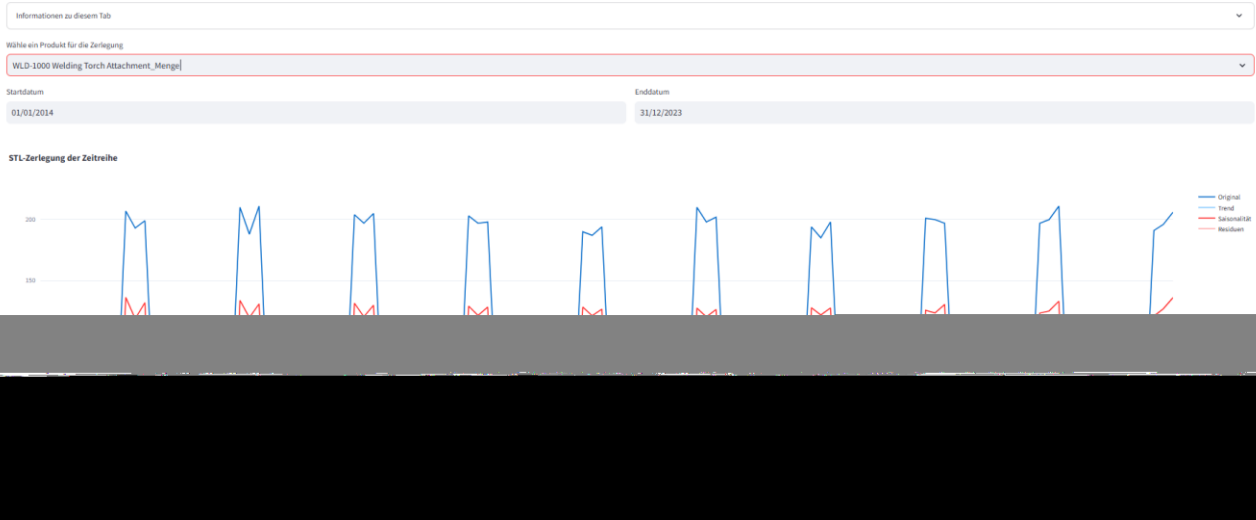 Informationen zu diesem Tab
Wähle ein Produkt für die Zerlegung
WLD-1000 Welding Torch Attachment_Menge
Startdatum
Enddatum
01/01/2014
31/12/2023
STL-Zerlegung der Zeitreihe
Original
Trend
Saisonalität
Residuen
200
150